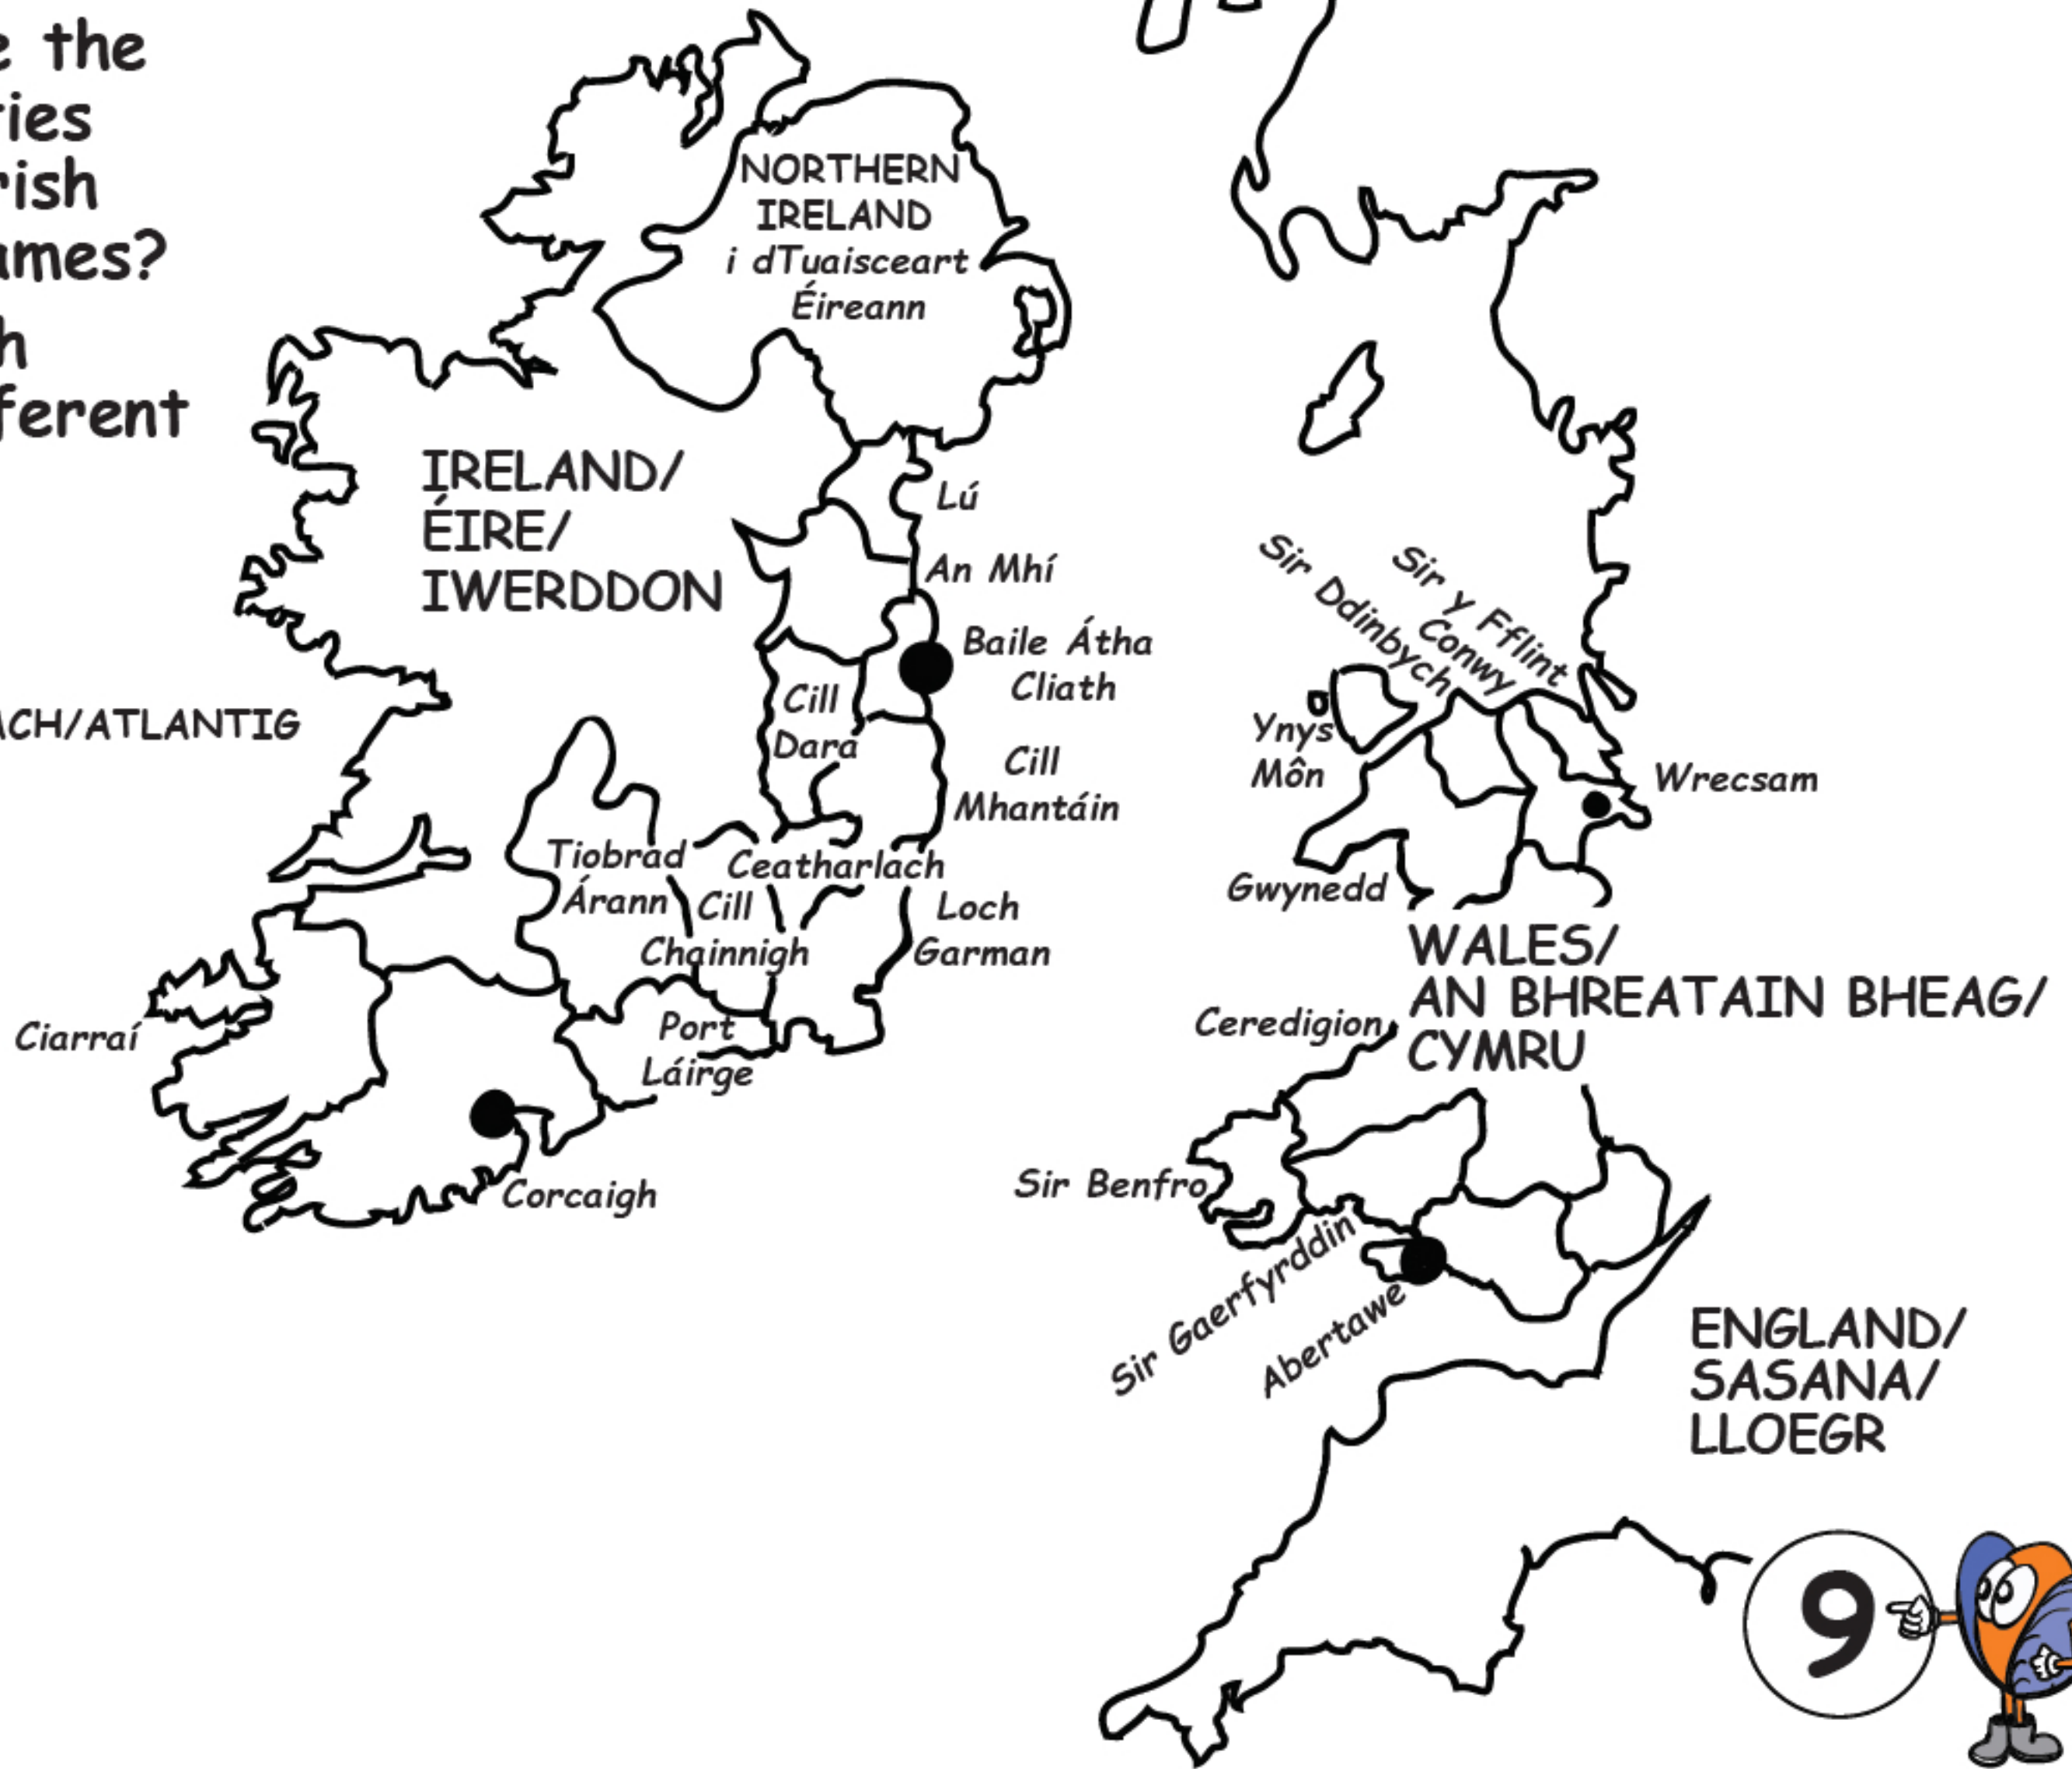 the
ties
rish
ames?
h
ferent
NORTHERN
IRELAND
i dTuaisceart
Éireann
IRELAND/
ÉIRE/
IWERDDON
Lú
An Mhí
Baile Átha
Cliath
Cill
Dara
Cill
Mhantáin
ACH/ATLANTIG
Tiobrad
Árann
Ceatharlach
Cill
Chainnigh
Loch
Garman
Port
Láirge
Ciarraí
Corcaigh
Sir Ddinbych
Conwy
Sir y Fflint
Ynys
Môn
Wrecsam
Gwynedd
WALES/
AN BHREATAIN BHEAG/
CYMRU
Ceredigion
Sir Benfro
Sir Gaerfyrddin
Abertawe
ENGLAND/
SASANA/
LLOEGR
9